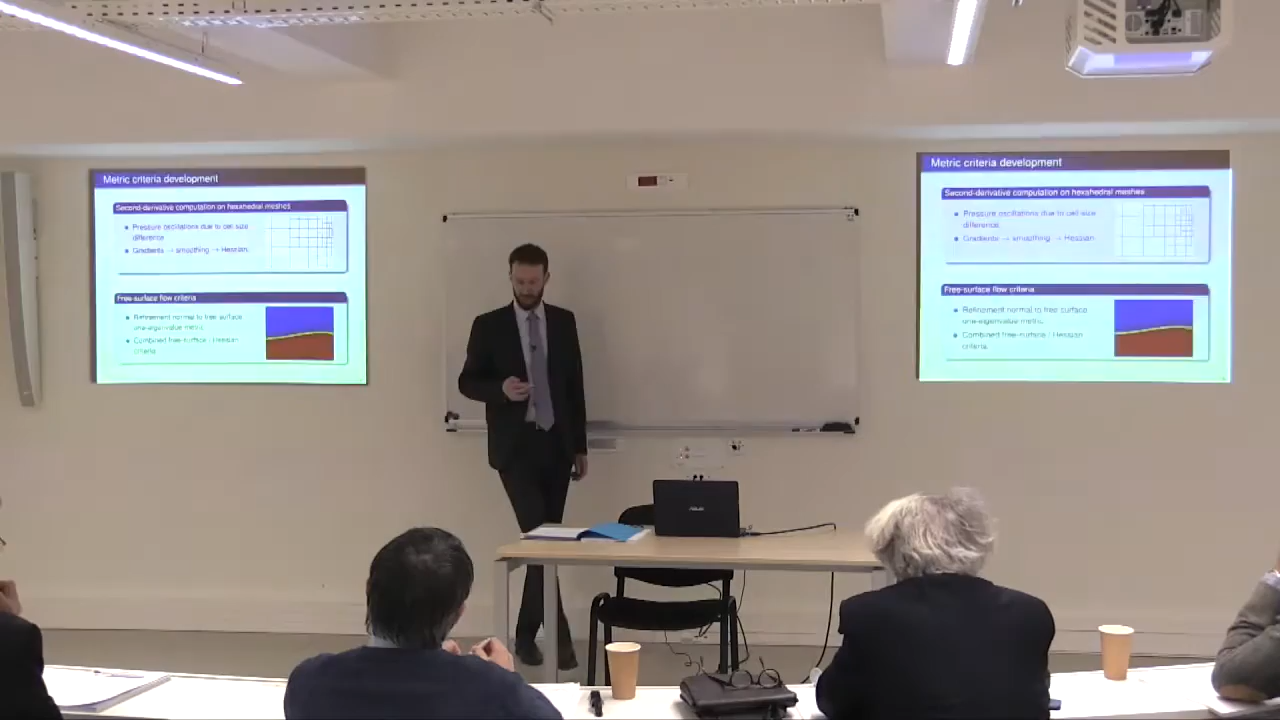 Metric criteria development
Second-derivative computation on hexahedral meshes
Pressure oscillations due to cell size
difference.
Gradients → smoothing → Hessian.
Free-surface flow criteria
Refinement normal to free surface
one-eigenvalue metric.
Combined free-surface / Hessian
criteria.
Metric criteria development
Second-derivative computation on hexahedral meshes
Pressure oscillations due to cell size
difference.
Gradients → smoothing → Hessian.
Free-surface flow criteria
Refinement normal to free surface
one-eigenvalue metric.
Combined free-surface / Hessian
criteria.
ASUS